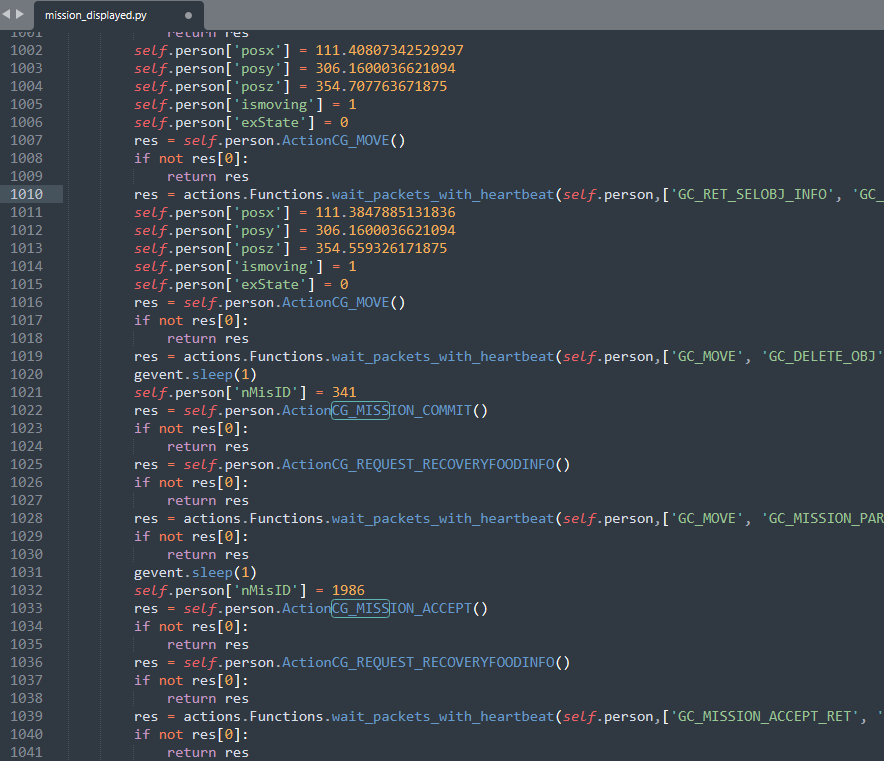 mission_displayed.py
1001 return res
1002 self.person['posx'] = 111.40807342529297
1003 self.person['posy'] = 306.1600036621094
1004 self.person['posz'] = 354.707763671875
1005 self.person['ismoving'] = 1
1006 self.person['exState'] = 0
1007 res = self.person.ActionCG_MOVE()
1008 if not res[0]:
1009 return res
1010 res = actions.Functions.wait_packets_with_heartbeat(self.person,['GC_RET_SELOBJ_INFO', 'GC_
1011 self.person['posx'] = 111.3847885131836
1012 self.person['posy'] = 306.1600036621094
1013 self.person['posz'] = 354.559326171875
1014 self.person['ismoving'] = 1
1015 self.person['exState'] = 0
1016 res = self.person.ActionCG_MOVE()
1017 if not res[0]:
1018 return res
1019 res = actions.Functions.wait_packets_with_heartbeat(self.person,['GC_MOVE', 'GC_DELETE_OBJ'
1020 gevent.sleep(1)
1021 self.person['nMisID'] = 341
1022 res = self.person.ActionCG_MISSION_COMMIT()
1023 if not res[0]:
1024 return res
1025 res = self.person.ActionCG_REQUEST_RECOVERYFOODINFO()
1026 if not res[0]:
1027 return res
1028 res = actions.Functions.wait_packets_with_heartbeat(self.person,['GC_MOVE', 'GC_MISSION_PAR
1029 if not res[0]:
1030 return res
1031 gevent.sleep(1)
1032 self.person['nMisID'] = 1986
1033 res = self.person.ActionCG_MISSION_ACCEPT()
1034 if not res[0]:
1035 return res
1036 res = self.person.ActionCG_REQUEST_RECOVERYFOODINFO()
1037 if not res[0]:
1038 return res
1039 res = actions.Functions.wait_packets_with_heartbeat(self.person,['GC_MISSION_ACCEPT_RET', '
1040 if not res[0]:
1041 return res